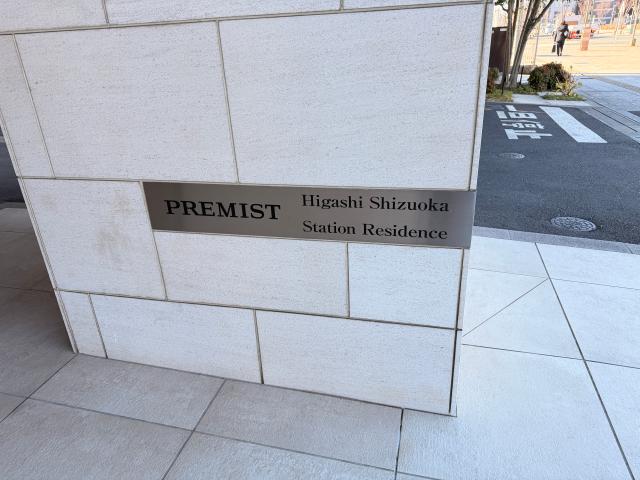 PREMIST
Higashi Shizuoka
Station Residence